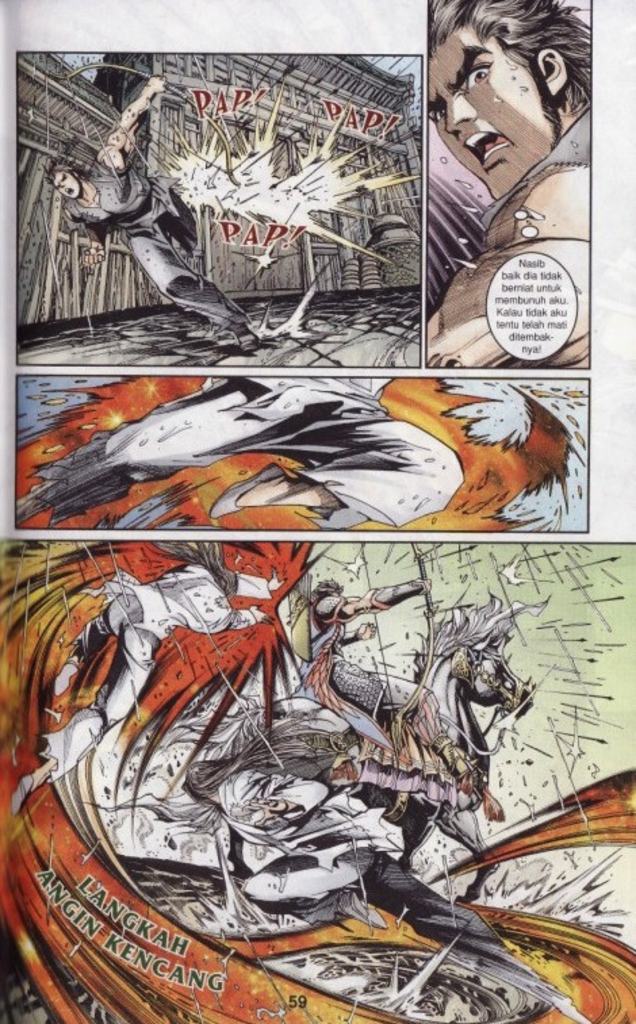 PAP!
PAP!
PAP!
Nasib
baik dia tidak
berniat untuk
membunuh aku.
Kalau tidak aku
tentu telah mati
ditembak-
nya!
LANGKAH
ANGIN KENCANG
59